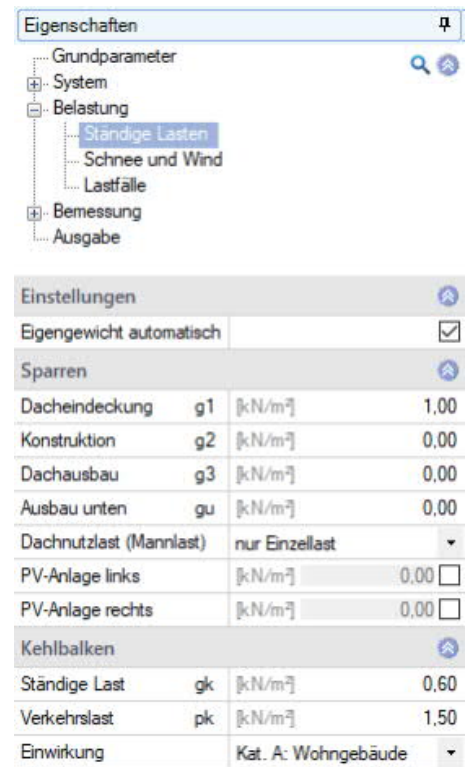 Eigenschaften
Grundparameter
System
Belastung
Ständige Lasten
Schnee und Wind
Lastfälle
Bemessung
Ausgabe
Einstellungen
Eigengewicht automatisch
Sparren
Dacheindeckung g1 [kN/m²] 1,00
Konstruktion g2 [kN/m²] 0,00
Dachausbau g3 [kN/m²] 0,00
Ausbau unten gu [kN/m²] 0,00
Dachnutzlast (Mannlast) nur Einzellast
PV-Anlage links [kN/m²] 0,00
PV-Anlage rechts [kN/m²] 0,00
Kehlbalken
Ständige Last gk [kN/m²] 0,60
Verkehrslast pk [kN/m²] 1,50
Einwirkung Kat. A: Wohngebäude